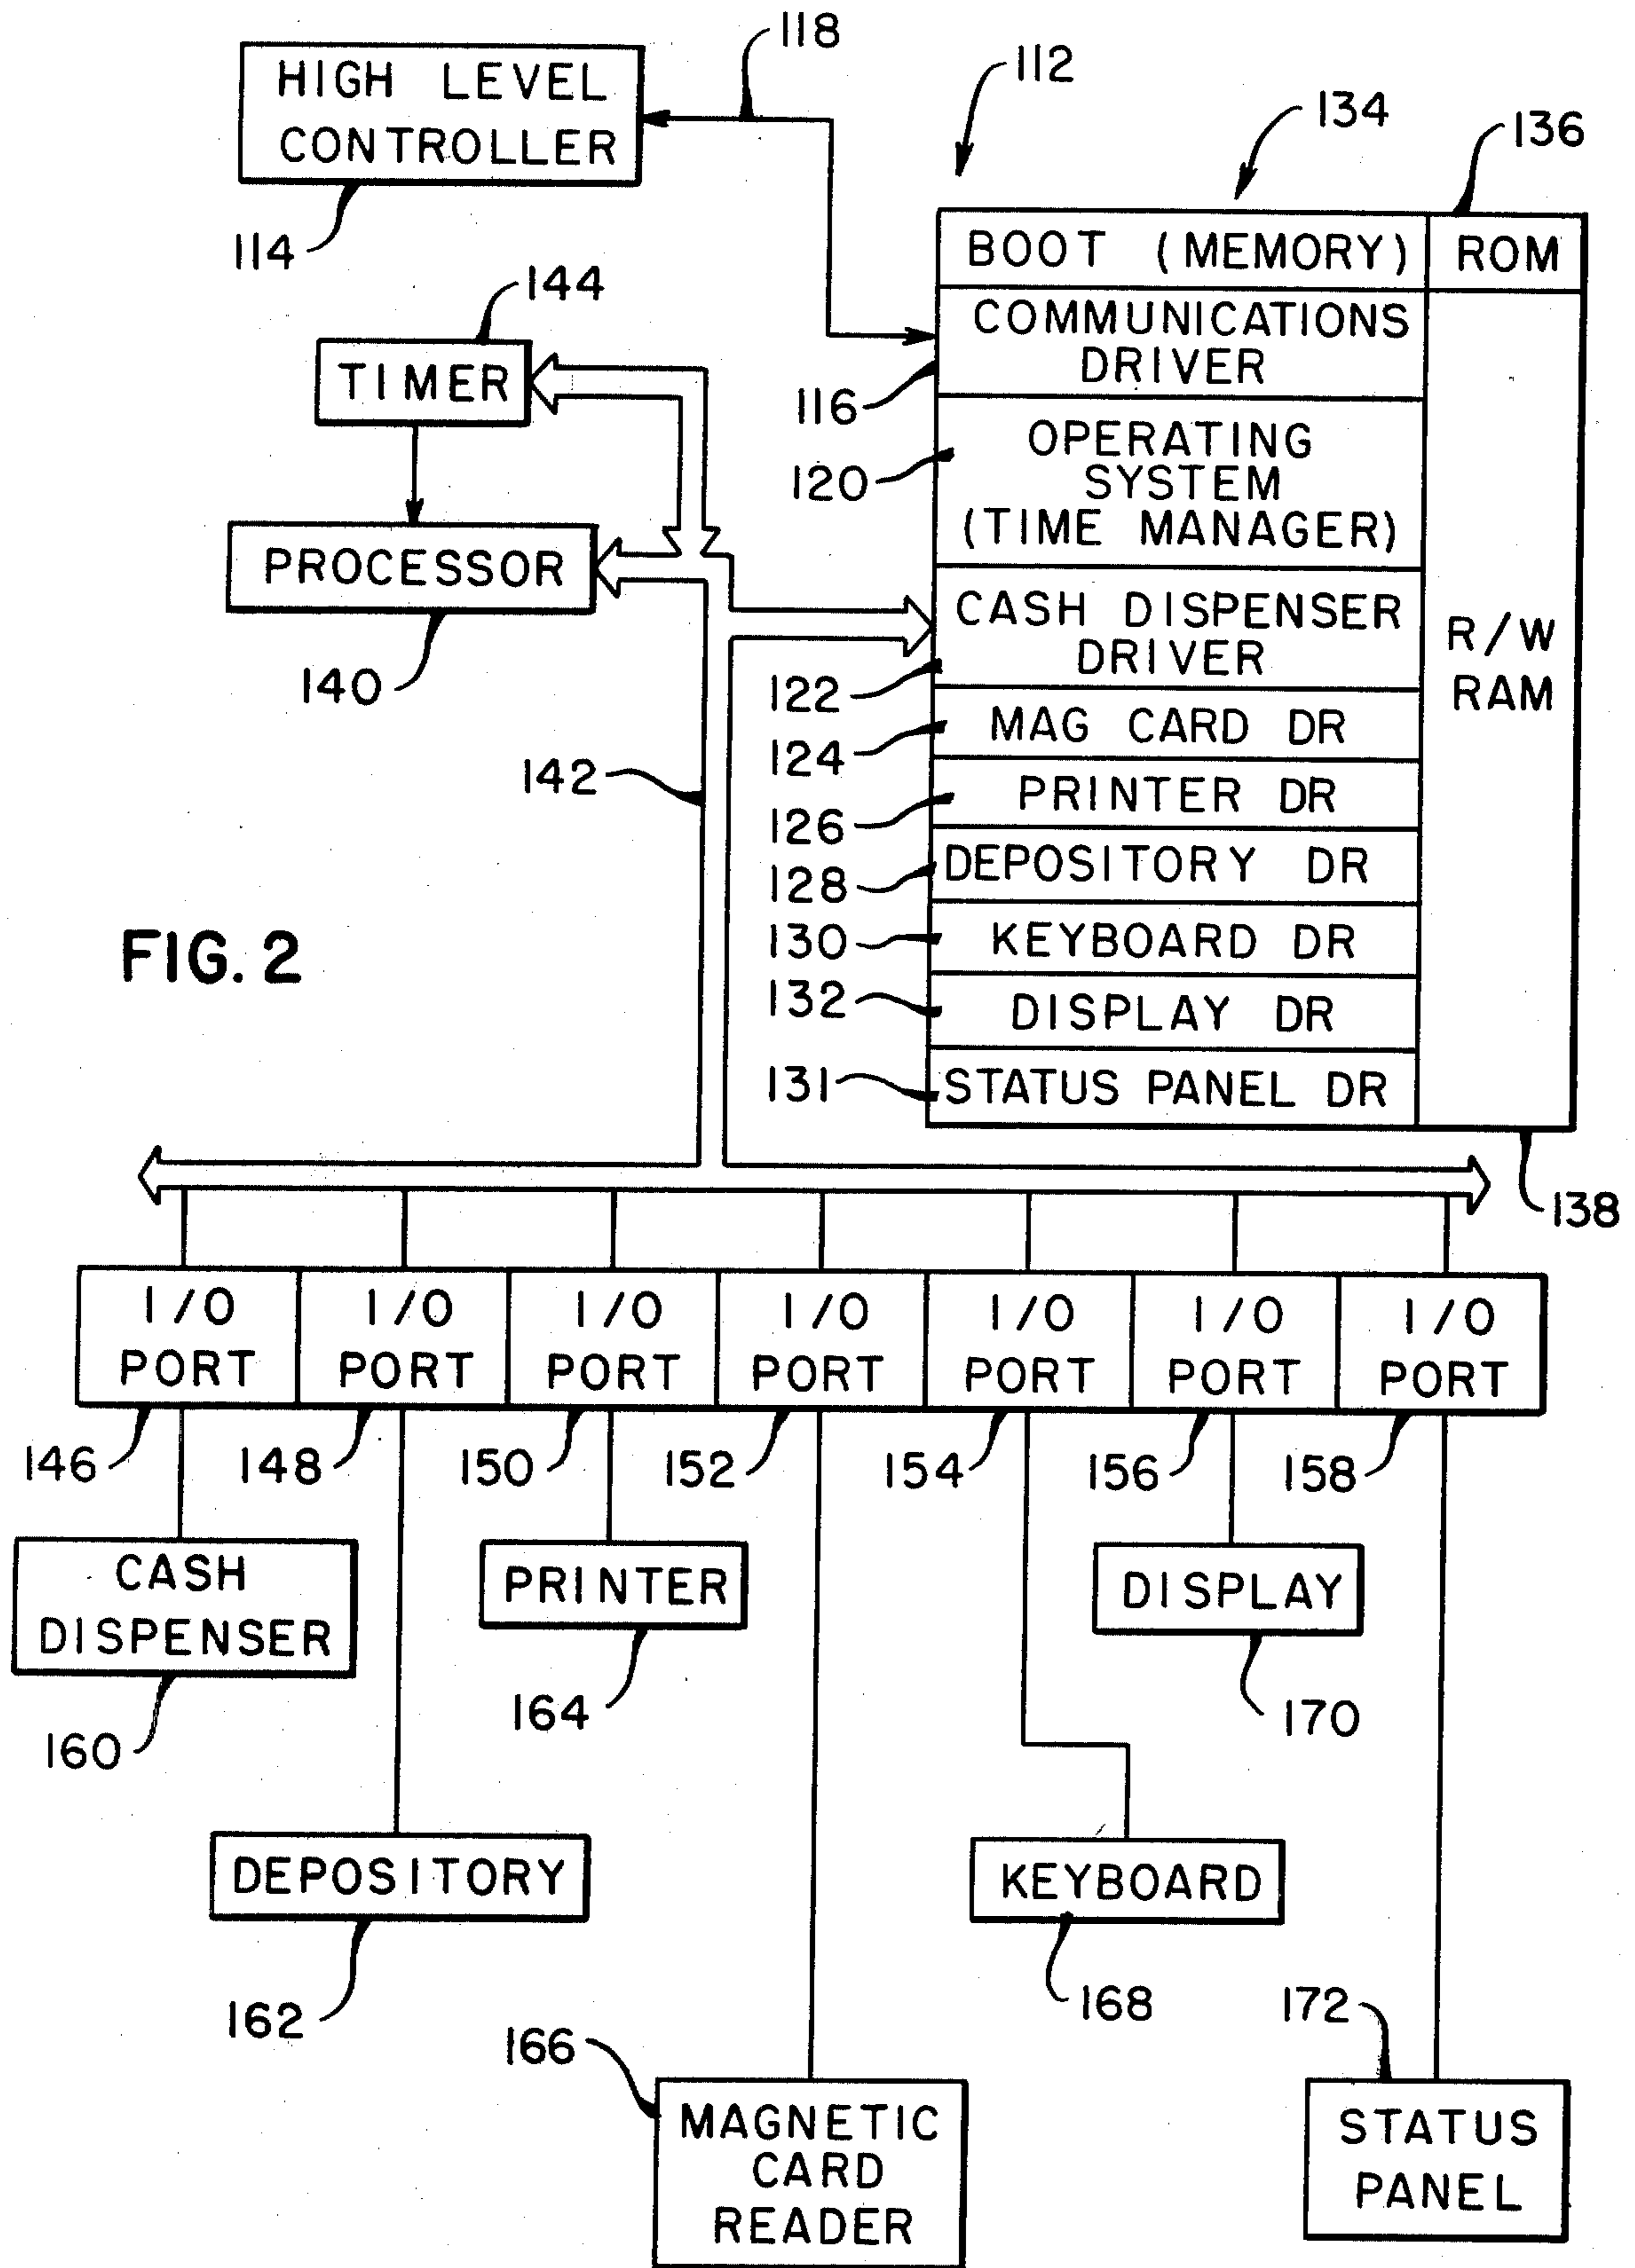 118
HIGH LEVEL
CONTROLLER
112
134
136
114
BOOT (MEMORY) ROM
144
COMMUNICATIONS
DRIVER
TIMER
116
OPERATING
SYSTEM
(TIME MANAGER)
120
PROCESSOR
CASH DISPENSER
DRIVER
R/W
RAM
140
122
MAG CARD DR
124
142
PRINTER DR
126
DEPOSITORY DR
128
FIG. 2
KEYBOARD DR
130
132
DISPLAY DR
131
STATUS PANEL DR
138
I/O
PORT
I/O
PORT
I/O
PORT
I/O
PORT
I/O
PORT
I/O
PORT
I/O
PORT
146
148
150
152
154
156
158
CASH
DISPENSER
PRINTER
DISPLAY
160
164
170
DEPOSITORY
KEYBOARD
162
168
172
166
MAGNETIC
CARD
READER
STATUS
PANEL